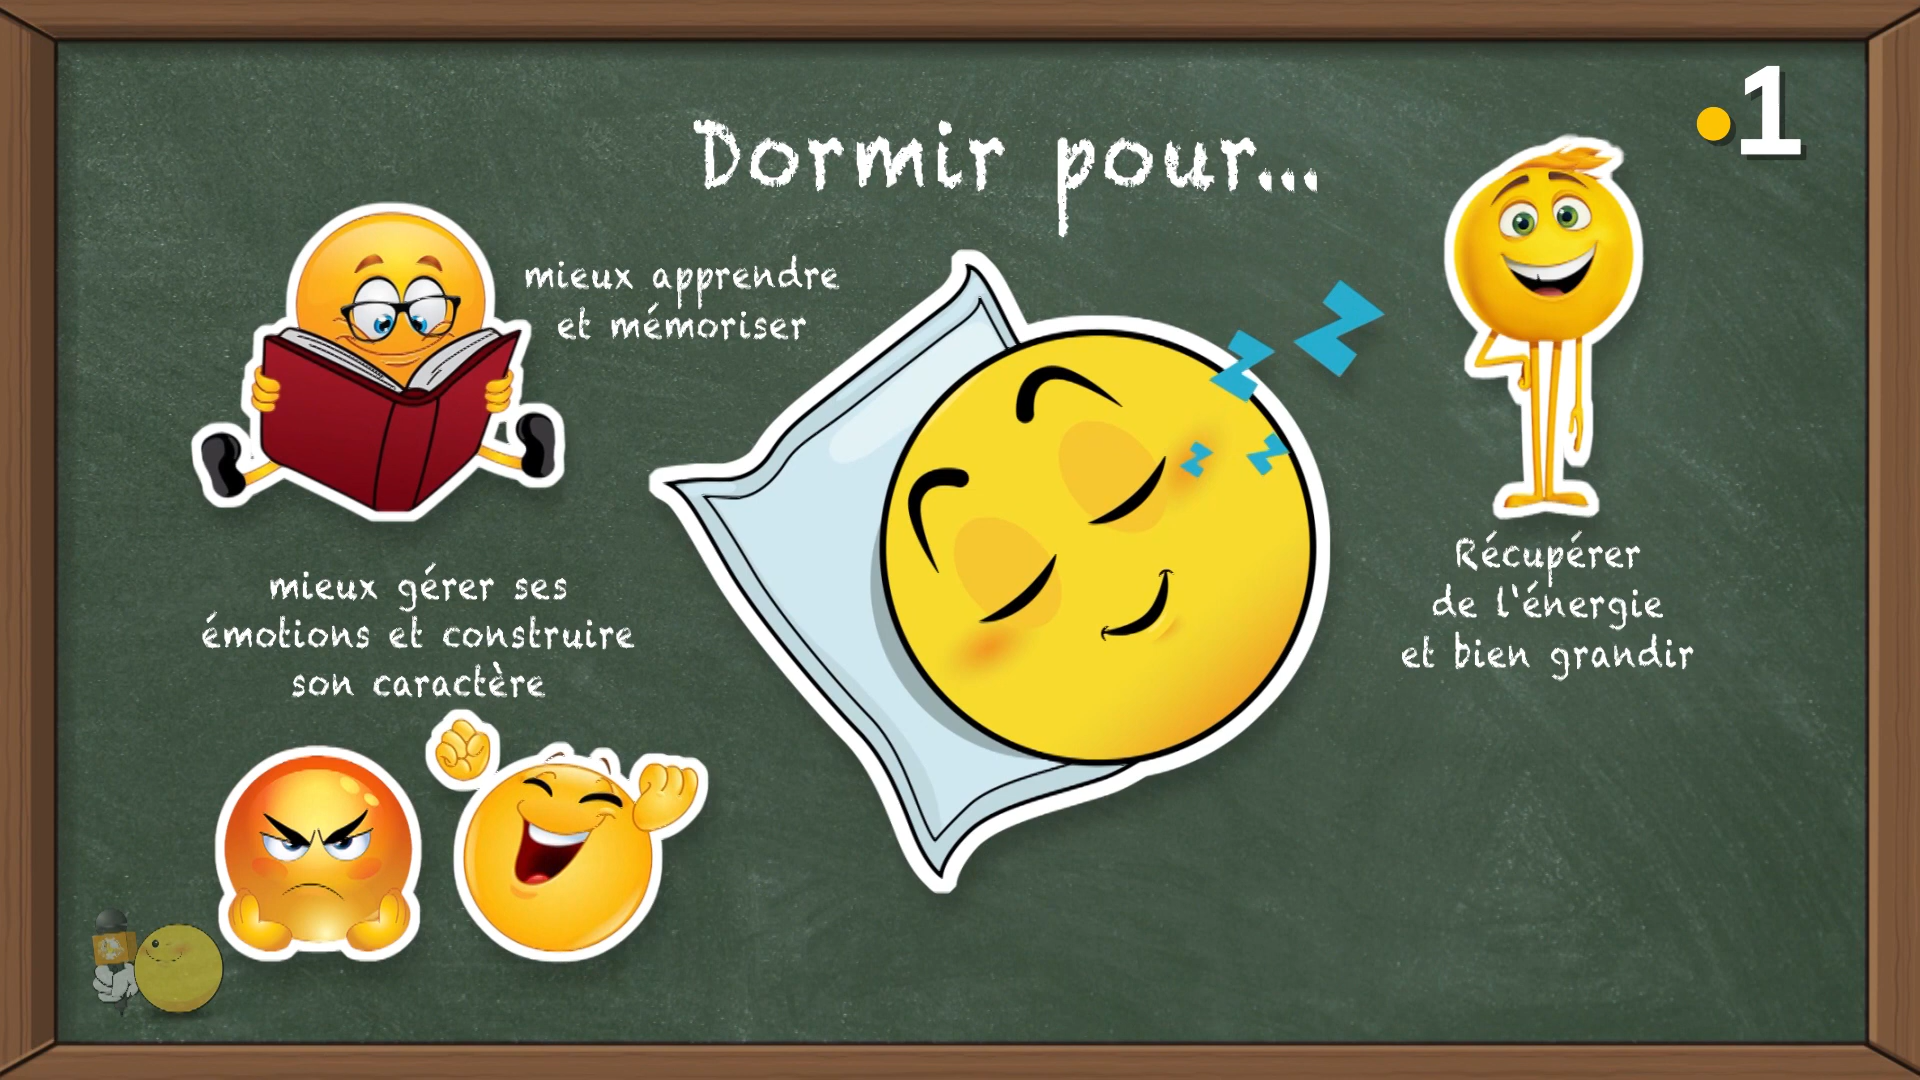 Dormir pour...
.1
mieux apprendre
et mémoriser
mieux gérer ses
émotions et construire
son caractère
Récupérer
de l'énergie
et bien grandir
z
z
z
z